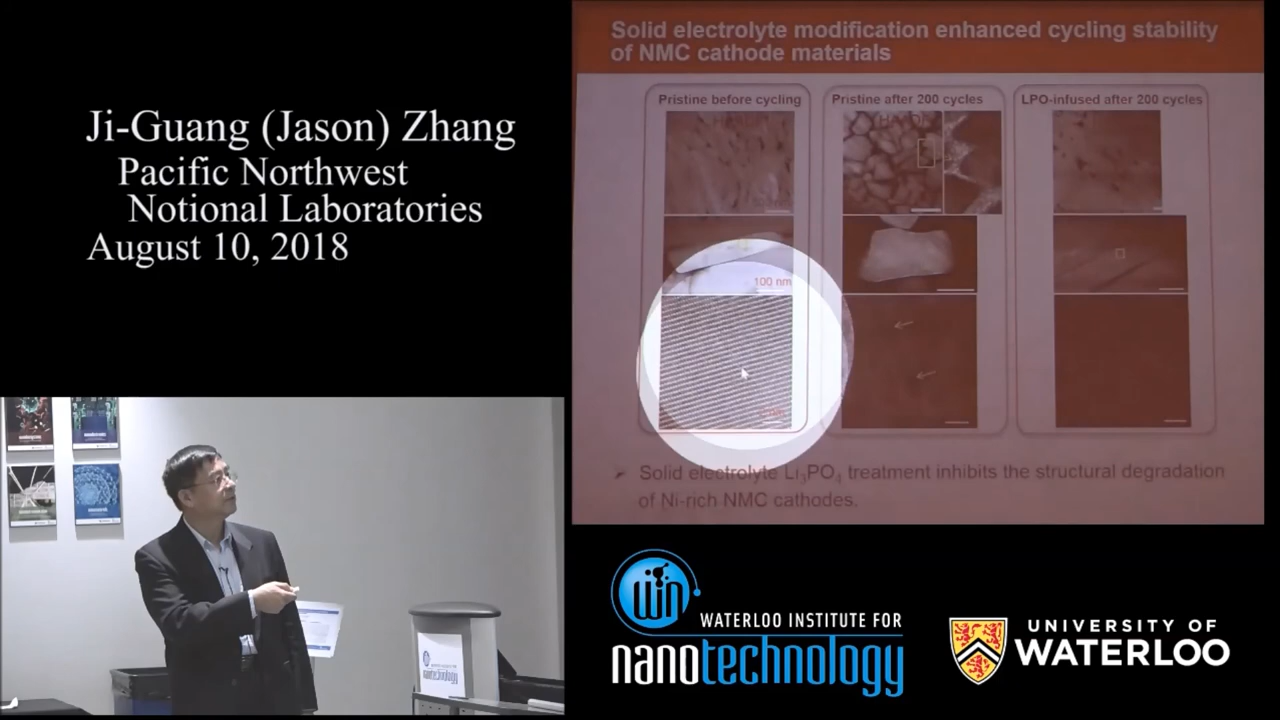 Ji-Guang (Jason) Zhang
Pacific Northwest
Notional Laboratories
August 10, 2018
Solid electrolyte modification enhanced cycling stability
of NMC cathode materials
Pristine before cycling
Pristine after 200 cycles
LPO-infused after 200 cycles
100 nm
➤ Solid electrolyte Li₃PO₄ treatment inhibits the structural degradation
of Ni-rich NMC cathodes.
win
WATERLOO INSTITUTE FOR
nanotechnology
UNIVERSITY OF
WATERLOO
nanotechnology